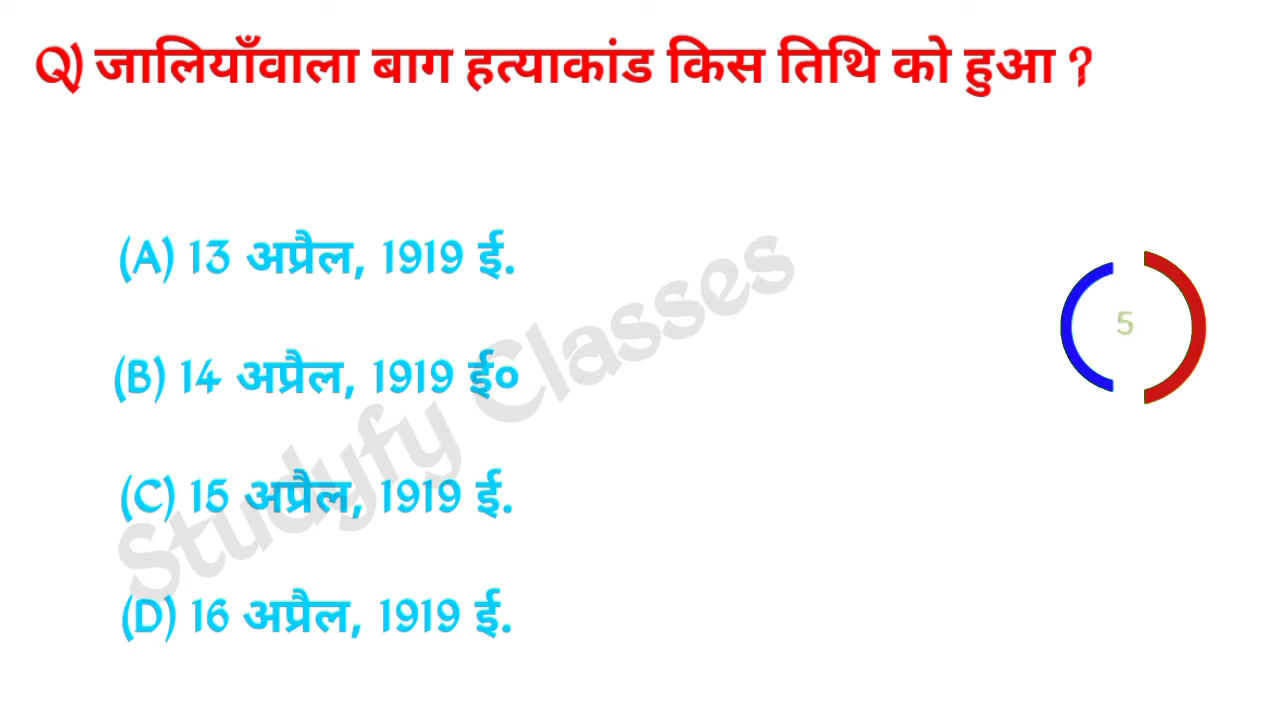 Q) जालियाँवाला बाग हत्याकांड किस तिथि को हुआ ?
(A) 13 अप्रैल, 1919 ई.
(B) 14 अप्रैल, 1919 ई०
(C) 15 अप्रैल, 1919 ई.
(D) 16 अप्रैल, 1919 ई.
5
Studyfy Classes